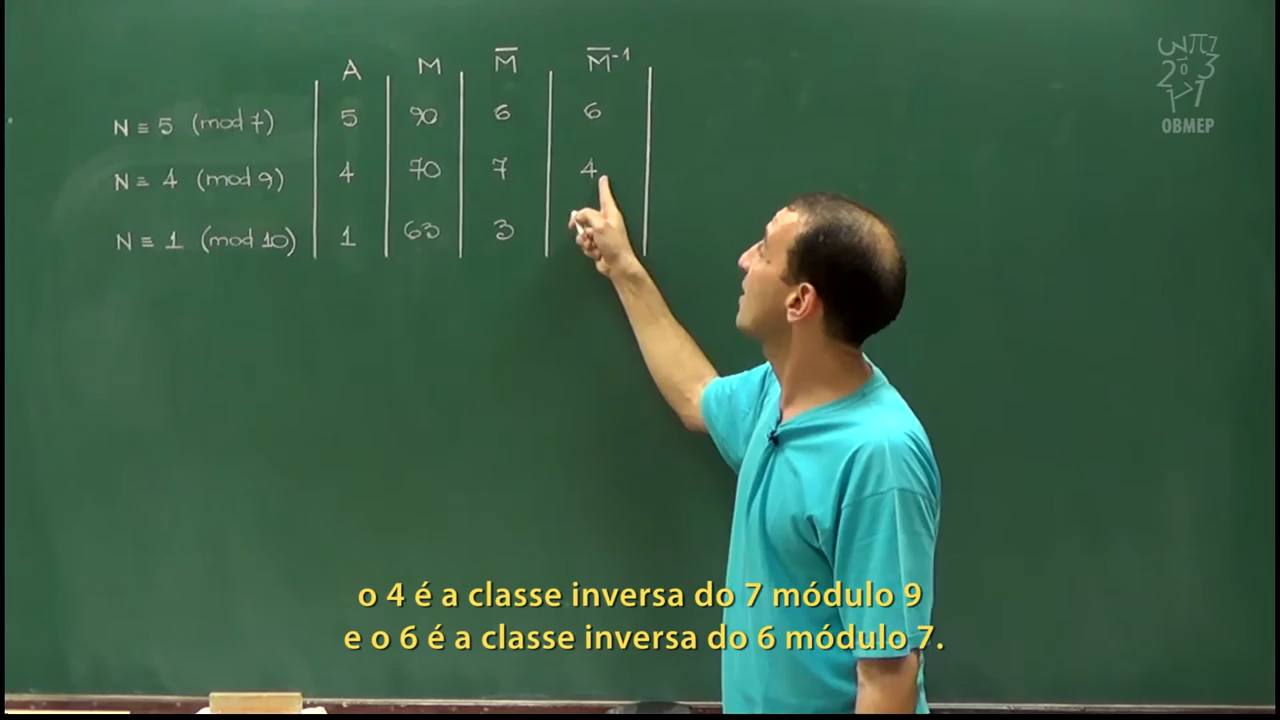 A M M̅ M̅⁻¹
N ≡ 5 (mod 7) 5 90 6 6
N ≡ 4 (mod 9) 4 70 7 4
N ≡ 1 (mod 10) 1 63 3
OBMEP
o 4 é a classe inversa do 7 módulo 9
e o 6 é a classe inversa do 6 módulo 7.